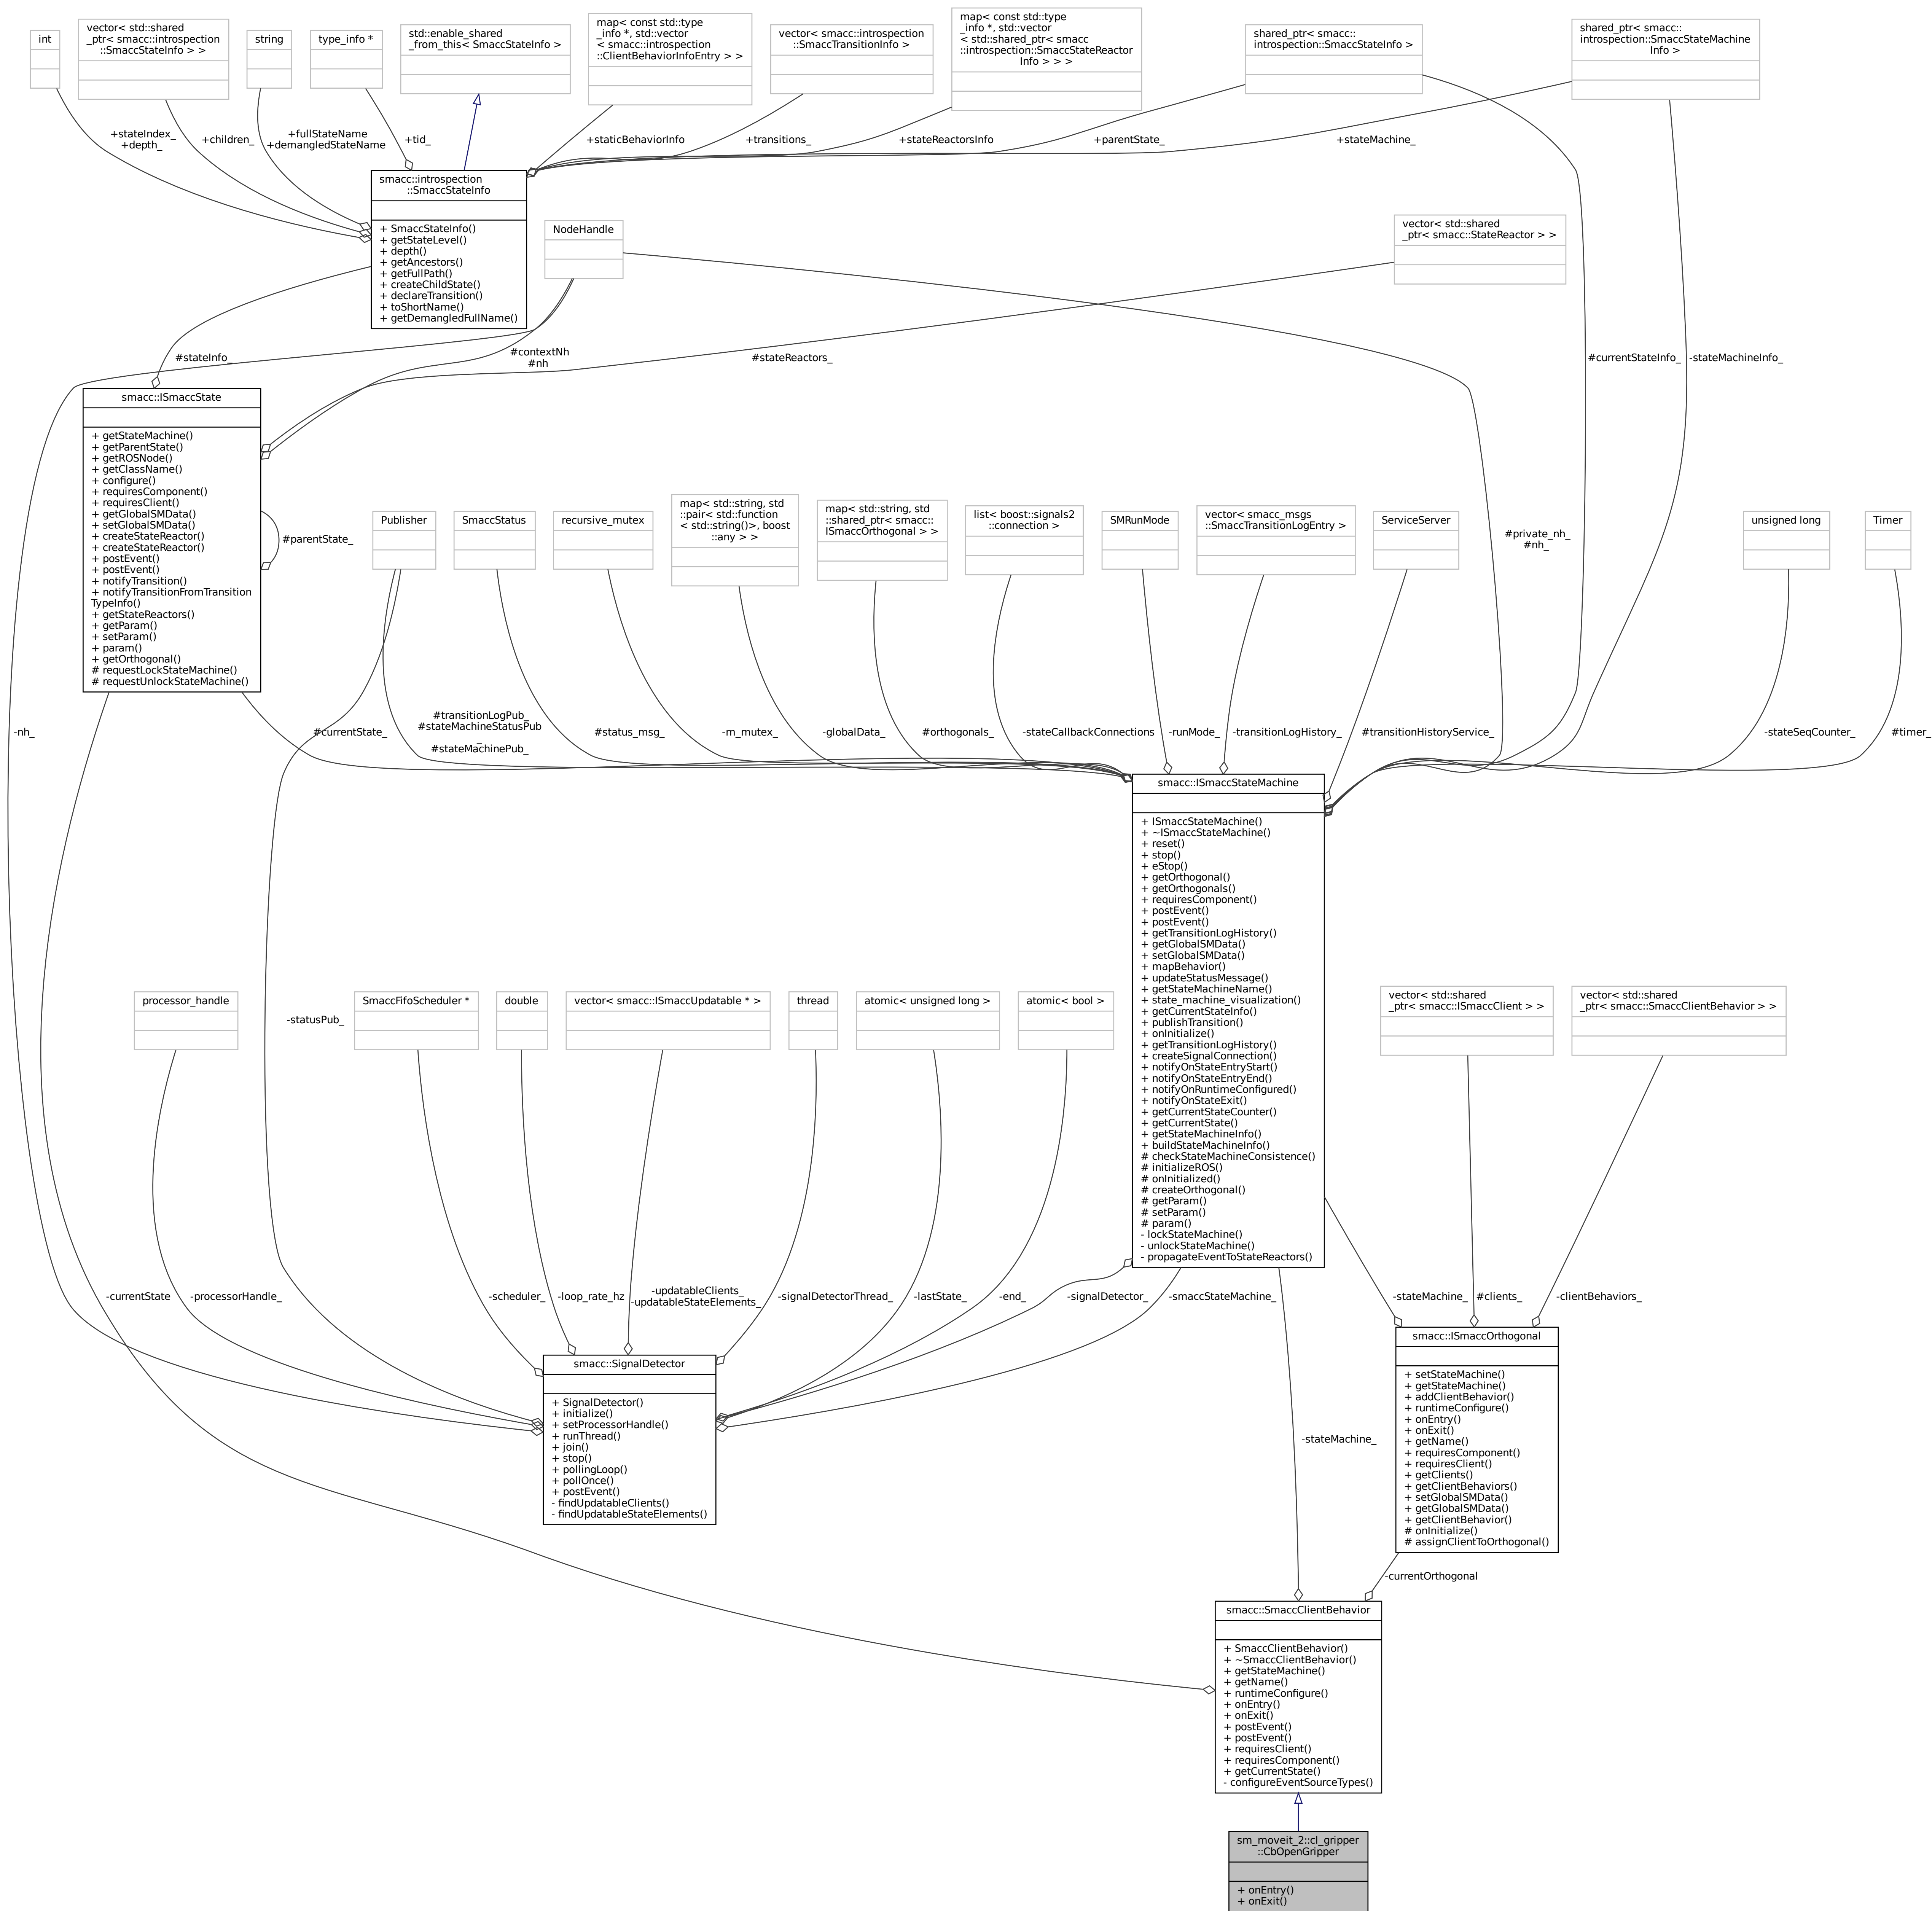 int
vector< std::shared
_ptr< smacc::introspection
::SmaccStateInfo > >
string
type_info *
std::enable_shared
_from_this< SmaccStateInfo >
map< const std::type
_info *, std::vector
< smacc::introspection
::ClientBehaviorInfoEntry > >
vector< smacc::introspection
::SmaccTransitionInfo >
map< const std::type
_info *, std::vector
< std::shared_ptr< smacc
::introspection::SmaccStateReactor
Info > > >
shared_ptr< smacc::
introspection::SmaccStateInfo >
shared_ptr< smacc::
introspection::SmaccStateMachine
Info >
+stateIndex_
+depth_
+children_
+fullStateName
+demangledStateName
+tid_
+staticBehaviorInfo
+transitions_
+stateReactorsInfo
+parentState_
+stateMachine_
smacc::introspection
::SmaccStateInfo
+ SmaccStateInfo()
+ getStateLevel()
+ depth()
+ getAncestors()
+ getFullPath()
+ createChildState()
+ declareTransition()
+ toShortName()
+ getDemangledFullName()
NodeHandle
vector< std::shared
_ptr< smacc::StateReactor > >
#stateInfo_
#contextNh
#nh
#stateReactors_
#currentStateInfo_
-stateMachineInfo_
smacc::ISmaccState
+ getStateMachine()
+ getParentState()
+ getROSNode()
+ getClassName()
+ configure()
+ requiresComponent()
+ requiresClient()
+ getGlobalSMData()
+ setGlobalSMData()
+ createStateReactor()
+ createStateReactor()
+ postEvent()
+ postEvent()
+ notifyTransition()
+ notifyTransitionFromTransition
TypeInfo()
+ getStateReactors()
+ getParam()
+ setParam()
+ param()
+ getOrthogonal()
# requestLockStateMachine()
# requestUnlockStateMachine()
#parentState_
Publisher
SmaccStatus
recursive_mutex
map< std::string, std
::pair< std::function
< std::string()>, boost
::any > >
map< std::string, std
::shared_ptr< smacc::
ISmaccOrthogonal > >
list< boost::signals2
::connection >
SMRunMode
vector< smacc_msgs
::SmaccTransitionLogEntry >
ServiceServer
#private_nh_
#nh_
unsigned long
Timer
-nh_
#currentState_
#transitionLogPub_
#stateMachineStatusPub
_
#stateMachinePub_
#status_msg_
-m_mutex_
-globalData_
#orthogonals_
-stateCallbackConnections
-runMode_
-transitionLogHistory_
#transitionHistoryService_
-stateSeqCounter_
#timer_
smacc::ISmaccStateMachine
+ ISmaccStateMachine()
+ ~ISmaccStateMachine()
+ reset()
+ stop()
+ eStop()
+ getOrthogonal()
+ getOrthogonals()
+ requiresComponent()
+ postEvent()
+ postEvent()
+ getTransitionLogHistory()
+ getGlobalSMData()
+ setGlobalSMData()
+ mapBehavior()
+ updateStatusMessage()
+ getStateMachineName()
+ state_machine_visualization()
+ getCurrentStateInfo()
+ publishTransition()
+ onInitialize()
+ getTransitionLogHistory()
+ createSignalConnection()
+ notifyOnStateEntryStart()
+ notifyOnStateEntryEnd()
+ notifyOnRuntimeConfigured()
+ notifyOnStateExit()
+ getCurrentStateCounter()
+ getCurrentState()
+ getStateMachineInfo()
+ buildStateMachineInfo()
# checkStateMachineConsistence()
# initializeROS()
# onInitialized()
# createOrthogonal()
# getParam()
# setParam()
# param()
- lockStateMachine()
- unlockStateMachine()
- propagateEventToStateReactors()
processor_handle
-statusPub_
SmaccFifoScheduler *
double
vector< smacc::ISmaccUpdatable * >
thread
atomic< unsigned long >
atomic< bool >
vector< std::shared
_ptr< smacc::ISmaccClient > >
vector< std::shared
_ptr< smacc::SmaccClientBehavior > >
-currentState
-processorHandle_
-scheduler_
-loop_rate_hz
-updatableClients_
-updatableStateElements_
-signalDetectorThread_
-lastState_
-end_
-signalDetector_
-smaccStateMachine_
-stateMachine_
#clients_
-clientBehaviors_
smacc::SignalDetector
+ SignalDetector()
+ initialize()
+ setProcessorHandle()
+ runThread()
+ join()
+ stop()
+ pollingLoop()
+ pollOnce()
+ postEvent()
- findUpdatableClients()
- findUpdatableStateElements()
smacc::ISmaccOrthogonal
+ setStateMachine()
+ getStateMachine()
+ addClientBehavior()
+ runtimeConfigure()
+ onEntry()
+ onExit()
+ getName()
+ requiresComponent()
+ requiresClient()
+ getClients()
+ getClientBehaviors()
+ setGlobalSMData()
+ getGlobalSMData()
+ getClientBehavior()
# onInitialize()
# assignClientToOrthogonal()
-stateMachine_
-currentOrthogonal
smacc::SmaccClientBehavior
+ SmaccClientBehavior()
+ ~SmaccClientBehavior()
+ getStateMachine()
+ getName()
+ runtimeConfigure()
+ onEntry()
+ onExit()
+ postEvent()
+ postEvent()
+ requiresClient()
+ requiresComponent()
+ getCurrentState()
- configureEventSourceTypes()
sm_moveit_2::cl_gripper
::CbOpenGripper
+ onEntry()
+ onExit()